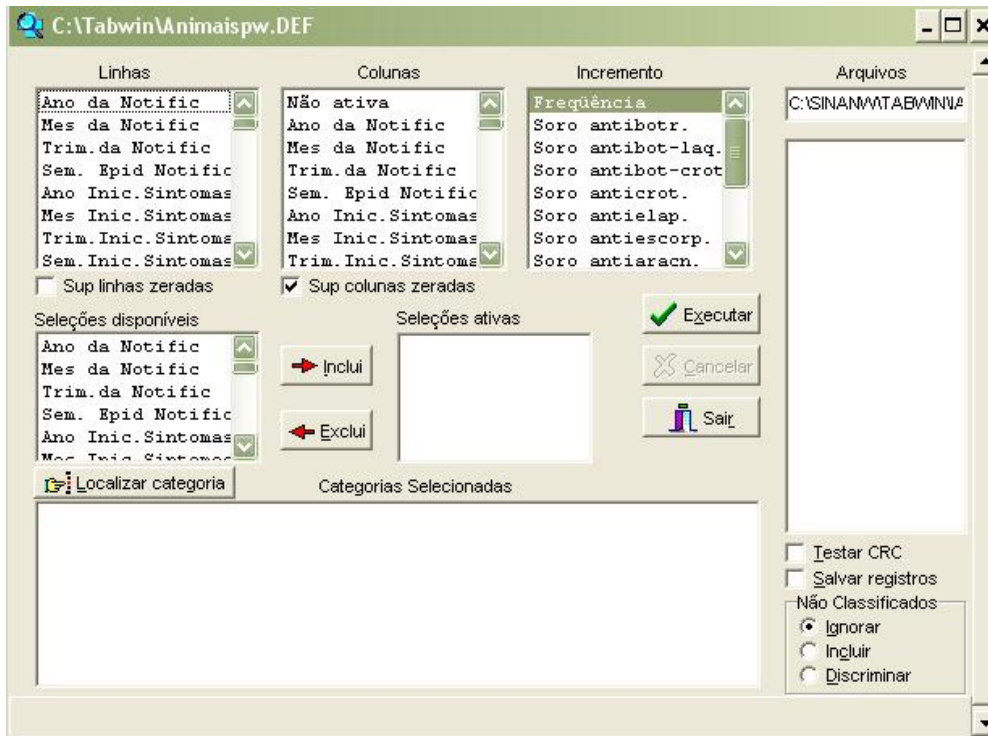 C:\Tabwin\Animaispw.DEF
Linhas
Ano da Notific
Mes da Notific
Trim.da Notific
Sem. Epid Notific
Ano Inic.Sintomas
Mes Inic.Sintomas
Trim.Inic.Sintoms
Sem.Inic.Sintomas
Sup linhas zeradas
Colunas
Não ativa
Ano da Notific
Mes da Notific
Trim.da Notific
Sem. Epid Notific
Ano Inic.Sintomas
Mes Inic.Sintomas
Trim.Inic.Sintoms
Sup colunas zeradas
Incremento
Freqüência
Soro antibotr.
Soro antibot-laq.
Soro antibot-crot
Soro anticrot.
Soro antielap.
Soro antiescorp.
Soro antiaracn.
Arquivos
C:\SINANW\TABWIN\A
Seleções disponíveis
Ano da Notific
Mes da Notific
Trim.da Notific
Sem. Epid Notific
Ano Inic.Sintomas
Mes Inic.Sintomas
Inclui
Exclui
Seleções ativas
Executar
Cancelar
Sair
Localizar categoria
Categorias Selecionadas
Testar CRC
Salvar registros
Não Classificados
Ignorar
Incluir
Discriminar